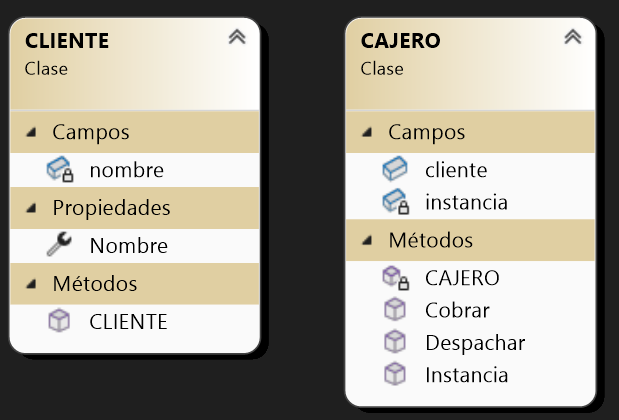 CLIENTE
Clase
Campos
nombre
Propiedades
Nombre
Métodos
CLIENTE
CAJERO
Clase
Campos
cliente
instancia
Métodos
CAJERO
Cobrar
Despachar
Instancia